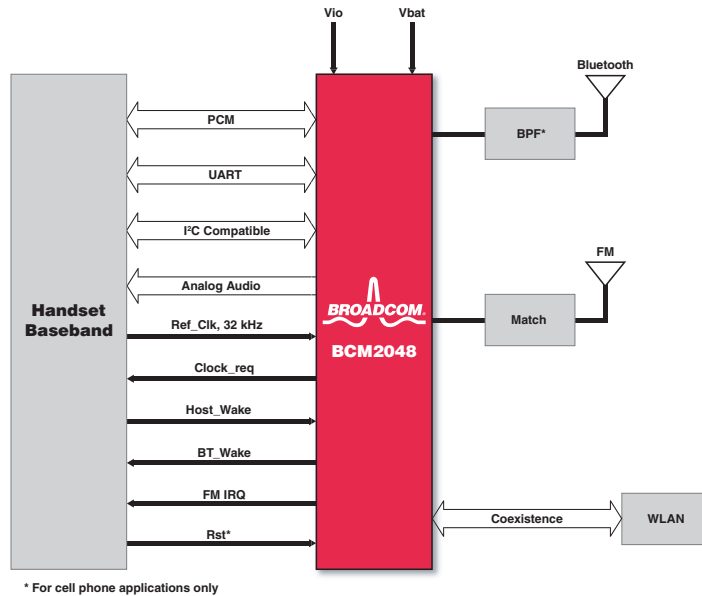 Vio
Vbat
Bluetooth
PCM
BPF*
UART
I²C Compatible
FM
Analog Audio
Handset
Baseband
BROADCOM®
Ref_Clk, 32 kHz
Match
BCM2048
Clock_req
Host_Wake
BT_Wake
FM IRQ
Coexistence
WLAN
Rst*
* For cell phone applications only